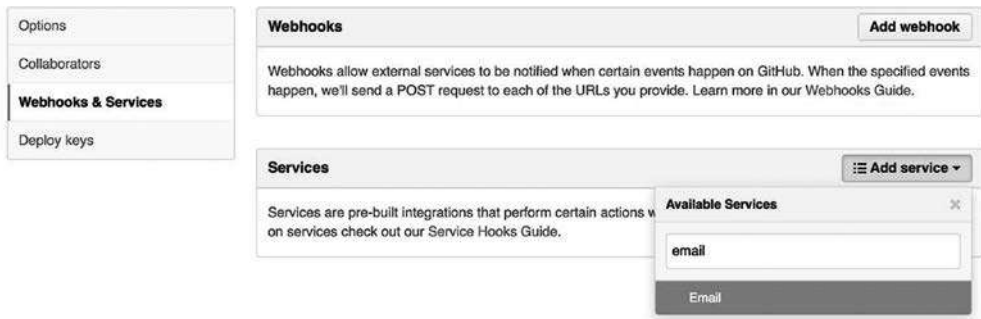 Options
Collaborators
Webhooks & Services
Deploy keys
Webhooks
Add webhook
Webhooks allow external services to be notified when certain events happen on GitHub. When the specified events
happen, we'll send a POST request to each of the URLs you provide. Learn more in our Webhooks Guide.
Services
Add service
Services are pre-built integrations that perform certain actions
on services check out our Service Hooks Guide.
Available Services
email
Email